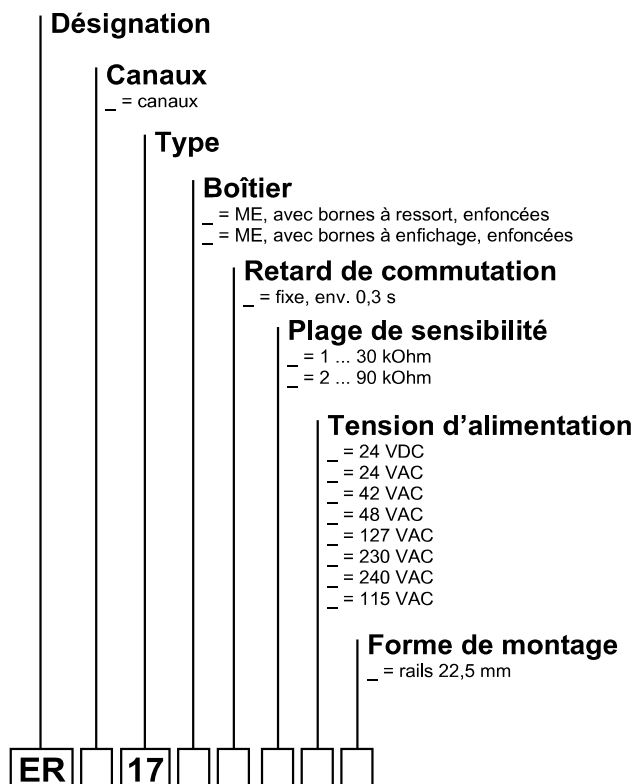 Désignation
Canaux
_ = canaux
Type
Boîtier
_ = ME, avec bornes à ressort, enfoncées
_ = ME, avec bornes à enfichage, enfoncées
Retard de commutation
_ = fixe, env. 0,3 s
Plage de sensibilité
_ = 1 ... 30 kOhm
_ = 2 ... 90 kOhm
Tension d’alimentation
_ = 24 VDC
_ = 24 VAC
_ = 42 VAC
_ = 48 VAC
_ = 127 VAC
_ = 230 VAC
_ = 240 VAC
_ = 115 VAC
Forme de montage
_ = rails 22,5 mm
ER 17